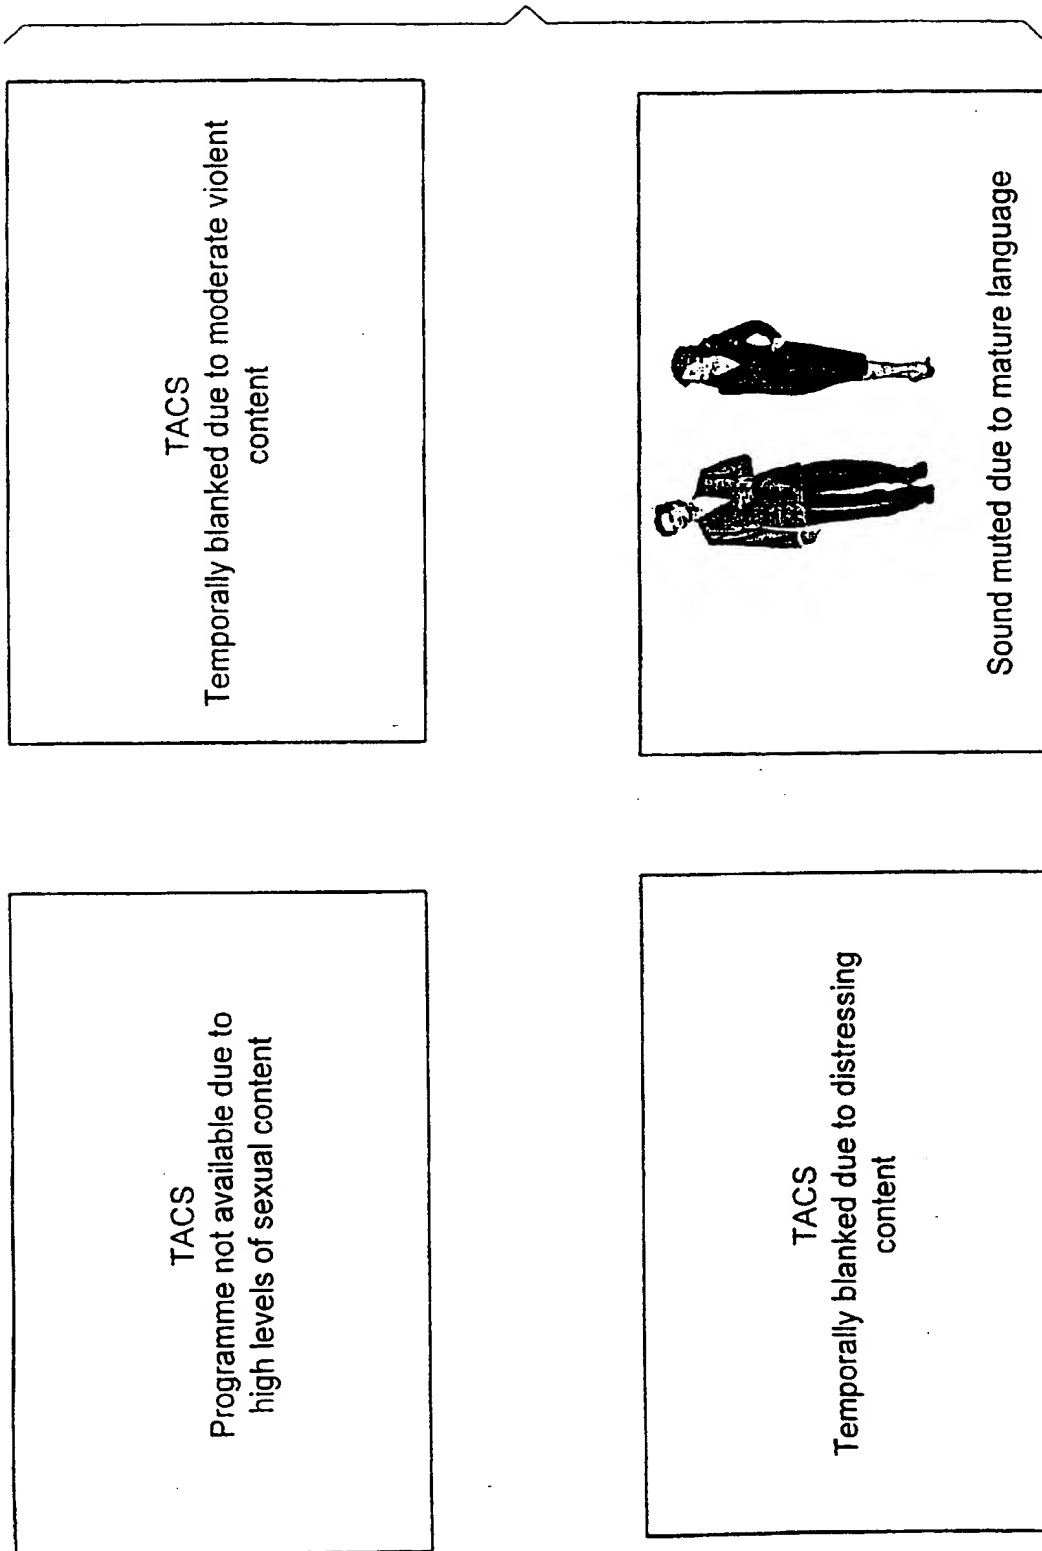 TACS
Programme not available due to
high levels of sexual content
TACS
Temporally blanked due to moderate violent
content
TACS
Temporally blanked due to distressing
content
Sound muted due to mature language